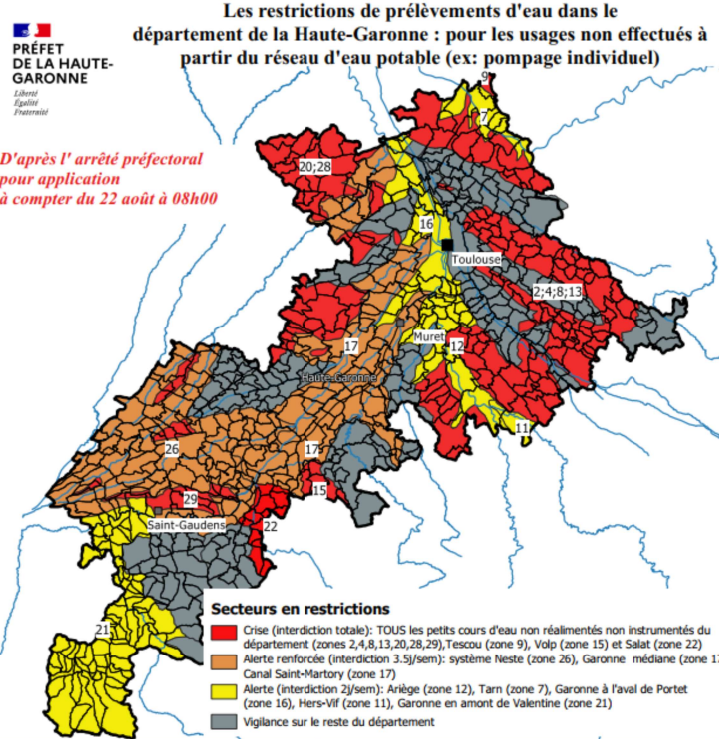 Les restrictions de prélèvements d'eau dans le
département de la Haute-Garonne : pour les usages non effectués à
partir du réseau d'eau potable (ex: pompage individuel)
PRÉFET
DE LA HAUTE-
GARONNE
Liberté
Égalité
Fraternité
D'après l' arrêté préfectoral
pour application
à compter du 22 août à 08h00
9
7
20;28
16
Toulouse
2;4;8;13
Muret
12
17
Haute-Garonne
11
26
17
15
29
Saint-Gaudens
22
21
Secteurs en restrictions
Crise (interdiction totale): TOUS les petits cours d'eau non réalimentés non instrumentés du
département (zones 2,4,8,13,20,28,29),Tescou (zone 9), Volp (zone 15) et Salat (zone 22)
Alerte renforcée (interdiction 3.5j/sem): système Neste (zone 26), Garonne médiane (zone 17
Canal Saint-Martory (zone 17)
Alerte (interdiction 2j/sem): Ariège (zone 12), Tarn (zone 7), Garonne à l'aval de Portet
(zone 16), Hers-Vif (zone 11), Garonne en amont de Valentine (zone 21)
Vigilance sur le reste du département